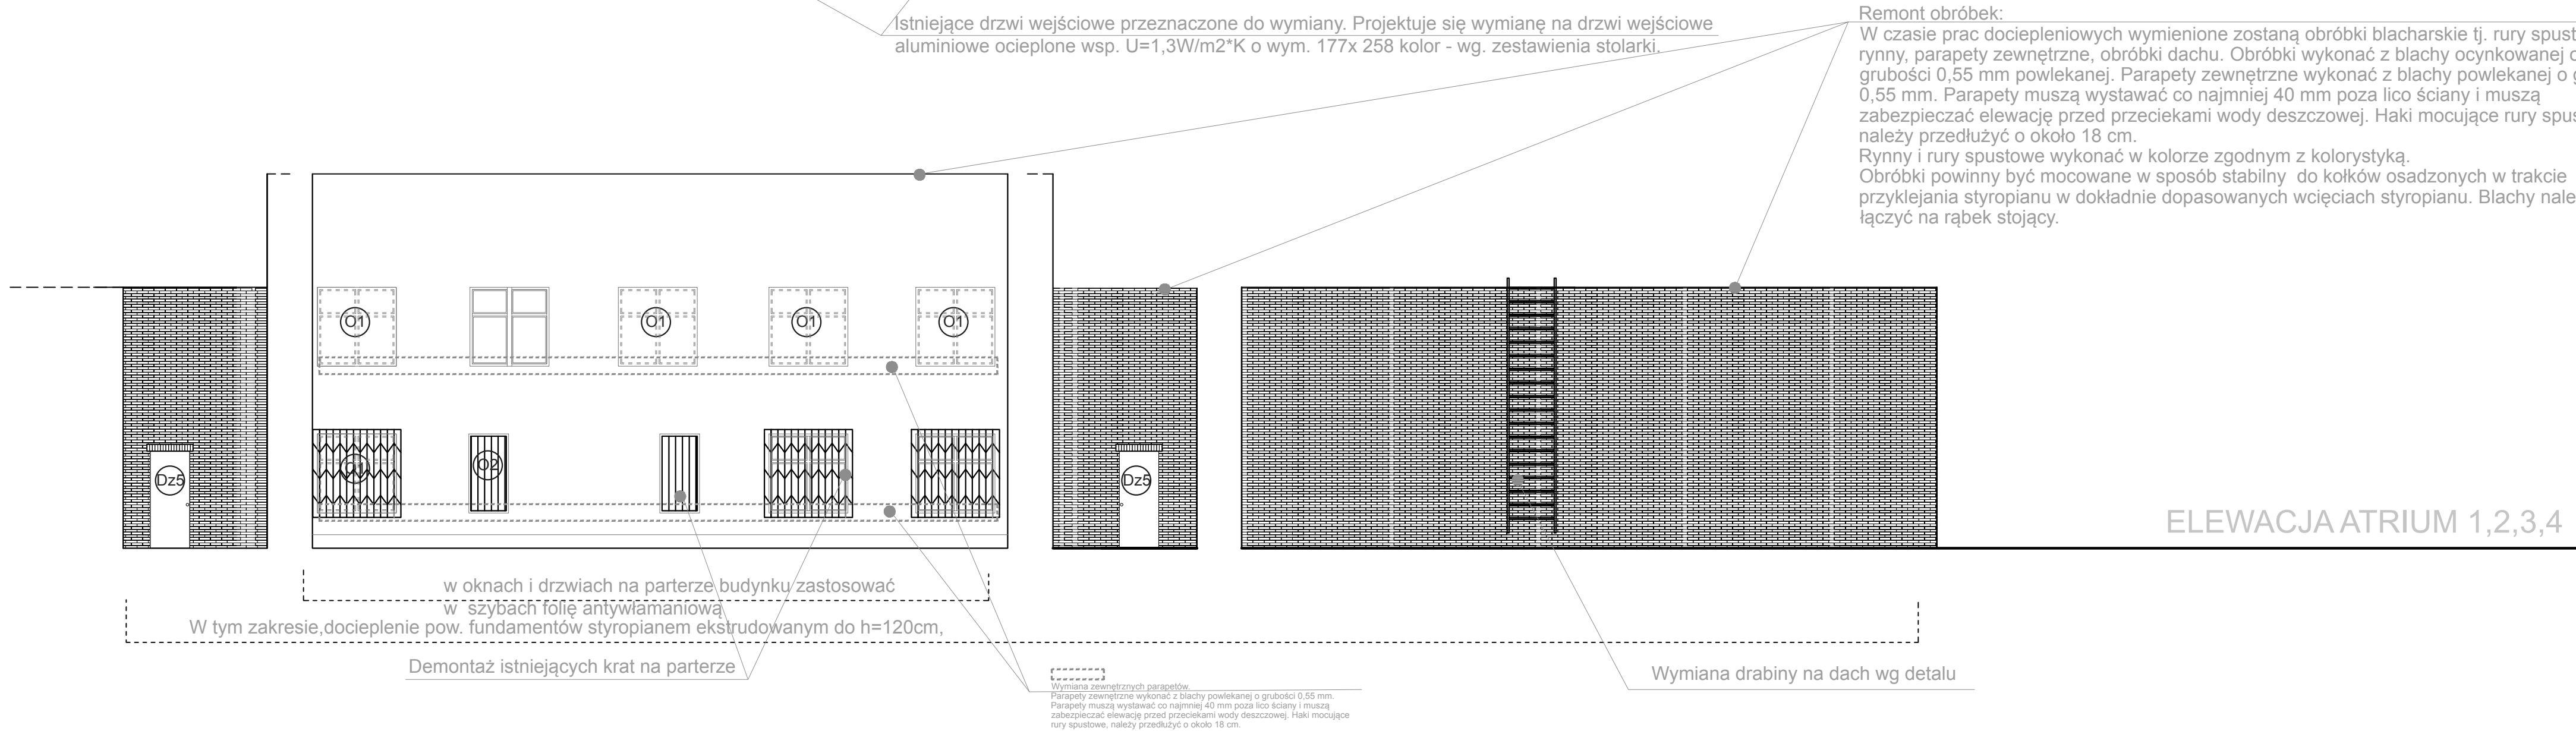 Istniejące drzwi wejściowe przeznaczone do wymiany. Projektuje się wymianę na drzwi wejściowe
aluminiowe ocieplone wsp. U=1,3W/m2*K o wym. 177x 258 kolor - wg. zestawienia stolarki.
Remont obróbek:
W czasie prac dociepleniowych wymienione zostaną obróbki blacharskie tj. rury spust
rynny, parapety zewnętrzne, obróbki dachu. Obróbki wykonać z blachy ocynkowanej o
grubości 0,55 mm powlekanej. Parapety zewnętrzne wykonać z blachy powlekanej o g
0,55 mm. Parapety muszą wystawać co najmniej 40 mm poza lico ściany i muszą
zabezpieczać elewację przed przeciekami wody deszczowej. Haki mocujące rury spus
należy przedłużyć o około 18 cm.
Rynny i rury spustowe wykonać w kolorze zgodnym z kolorystyką.
Obróbki powinny być mocowane w sposób stabilny do kołków osadzonych w trakcie
przyklejania styropianu w dokładnie dopasowanych wcięciach styropianu. Blachy nale
łączyć na rąbek stojący.
O1
O1
O1
O1
Dz5
O1
O2
Dz5
ELEWACJA ATRIUM 1,2,3,4
w oknach i drzwiach na parterze budynku zastosować
w szybach folię antywłamaniową
W tym zakresie,docieplenie pow. fundamentów styropianem ekstrudowanym do h=120cm,
Demontaż istniejących krat na parterze
Wymiana zewnętrznych parapetów.
Parapety zewnętrzne wykonać z blachy powlekanej o grubości 0,55 mm.
Parapety muszą wystawać co najmniej 40 mm poza lico ściany i muszą
zabezpieczać elewację przed przeciekami wody deszczowej. Haki mocujące
rury spustowe, należy przedłużyć o około 18 cm.
Wymiana drabiny na dach wg detalu